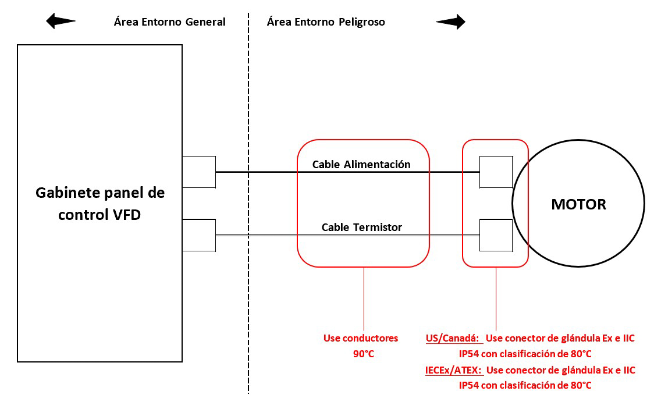 Área Entorno General
Área Entorno Peligroso
Gabinete panel de
control VFD
Cable Alimentación
Cable Termistor
MOTOR
Use conductores
90°C
US/Canadá: Use conector de glándula Ex e IIC
IP54 con clasificación de 80°C
IECEx/ATEX: Use conector de glándula Ex e IIC
IP54 con clasificación de 80°C